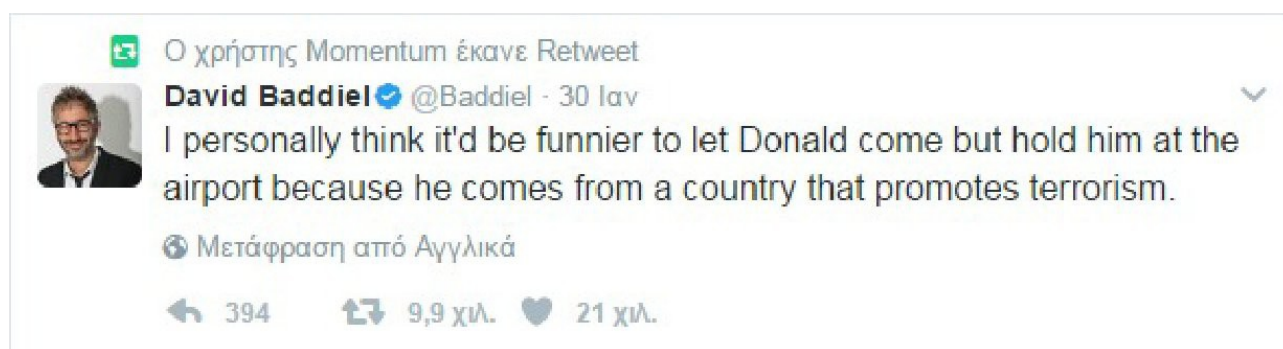 Ο χρήστης Momentum έκανε Retweet
David Baddiel @Baddiel · 30 Ιαν
I personally think it'd be funnier to let Donald come but hold him at the
airport because he comes from a country that promotes terrorism.
Μετάφραση από Αγγλικά
394 9,9 χιλ. 21 χιλ.